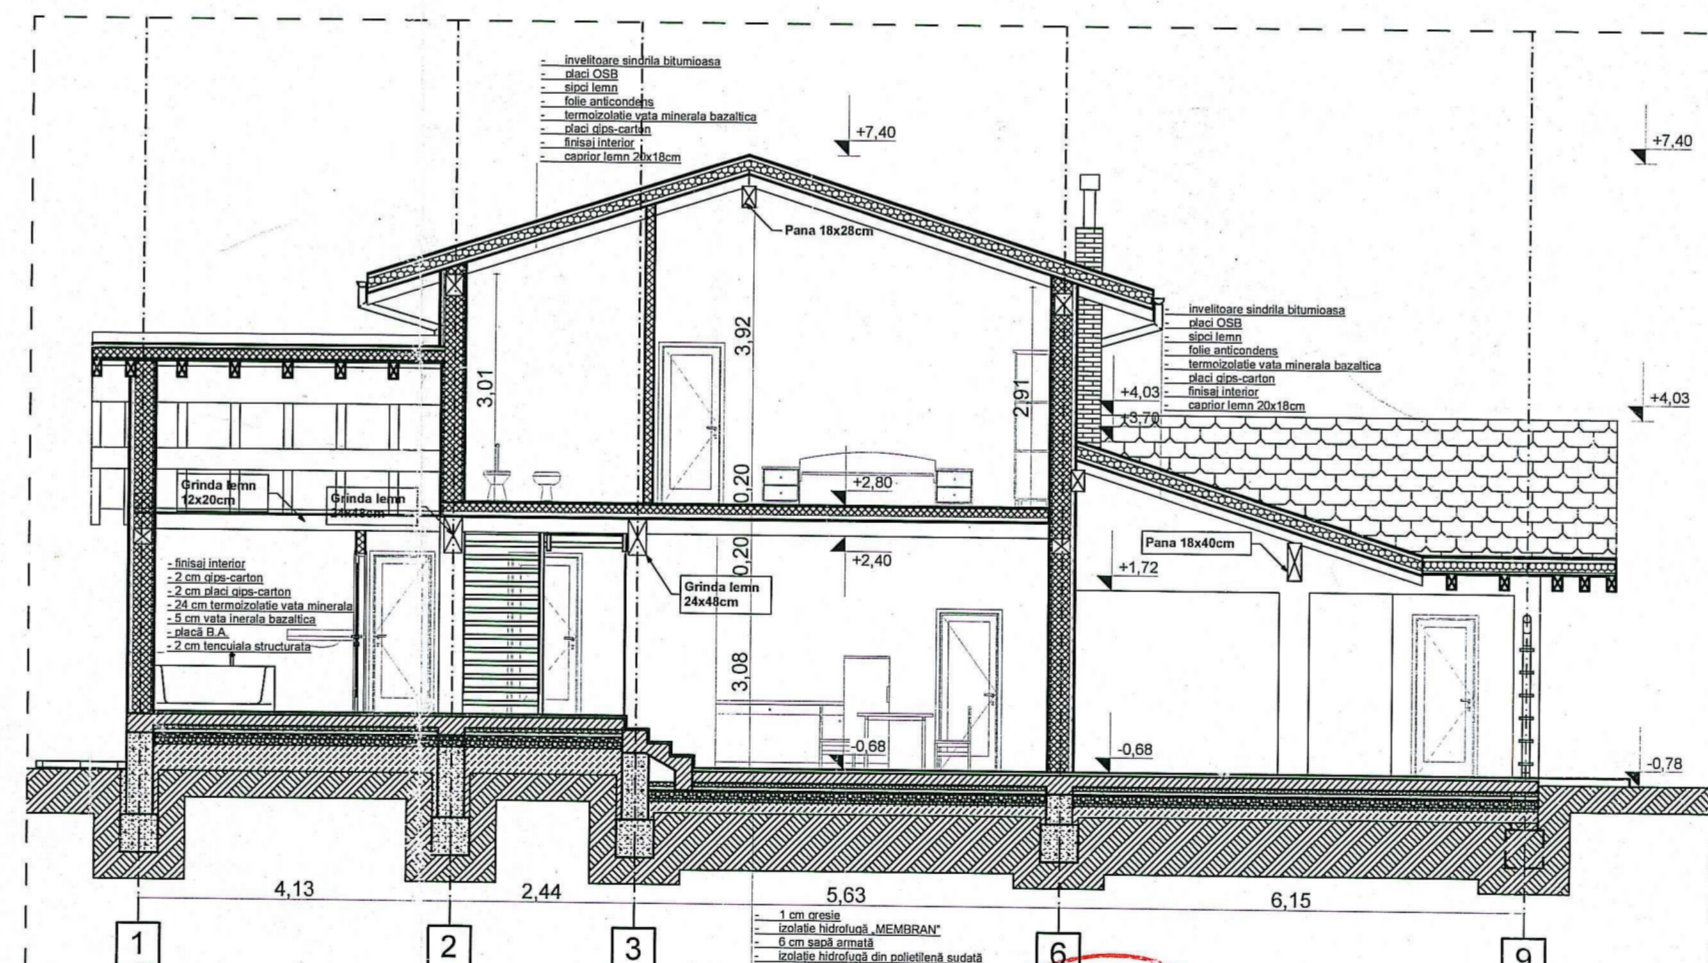 - invelitoare sindrila bitumioasa
- placi OSB
- sipci lemn
- folie anticondens
- termoizolatie vata minerala bazaltica
- placi gips-carton
- finisaj interior
- caprior lemn 20x18cm
+7,40
+7,40
Pana 18x28cm
- invelitoare sindrila bitumioasa
- placi OSB
- sipci lemn
- folie anticondens
- termoizolatie vata minerala bazaltica
- placi gips-carton
- finisaj interior
- caprior lemn 20x18cm
3,01
3,92
2,91
+4,03
+3,70
+4,03
Grinda lemn
12x20cm
Grinda lemn
24x48cm
0,20
+2,80
+2,40
0,20
Grinda lemn
24x48cm
Pana 18x40cm
+1,72
- finisaj interior
- 2 cm gips-carton
- 2 cm placi gips-carton
- 24 cm termoizolatie vata minerala
- 5 cm vata inerala bazaltica
- placă B.A.
- 2 cm tencuiala structurata
3,08
-0,68
-0,68
-0,78
4,13
2,44
5,63
6,15
1
2
3
6
9
- 1 cm gresie
- izolatie hidrofugă „MEMBRAN"
- 6 cm sapă armată
- izolatie hidrofugă din polietilenă sudată